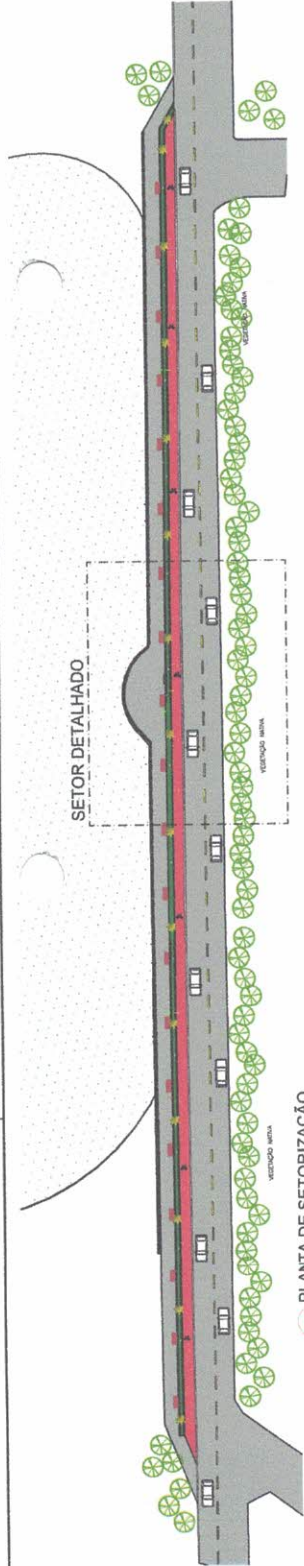 SETOR DETALHADO
VEGETAÇÃO NATIVA
VEGETAÇÃO NATIVA
VEGETAÇÃO NATIVA
PLANTA DE SETORIZAÇÃO